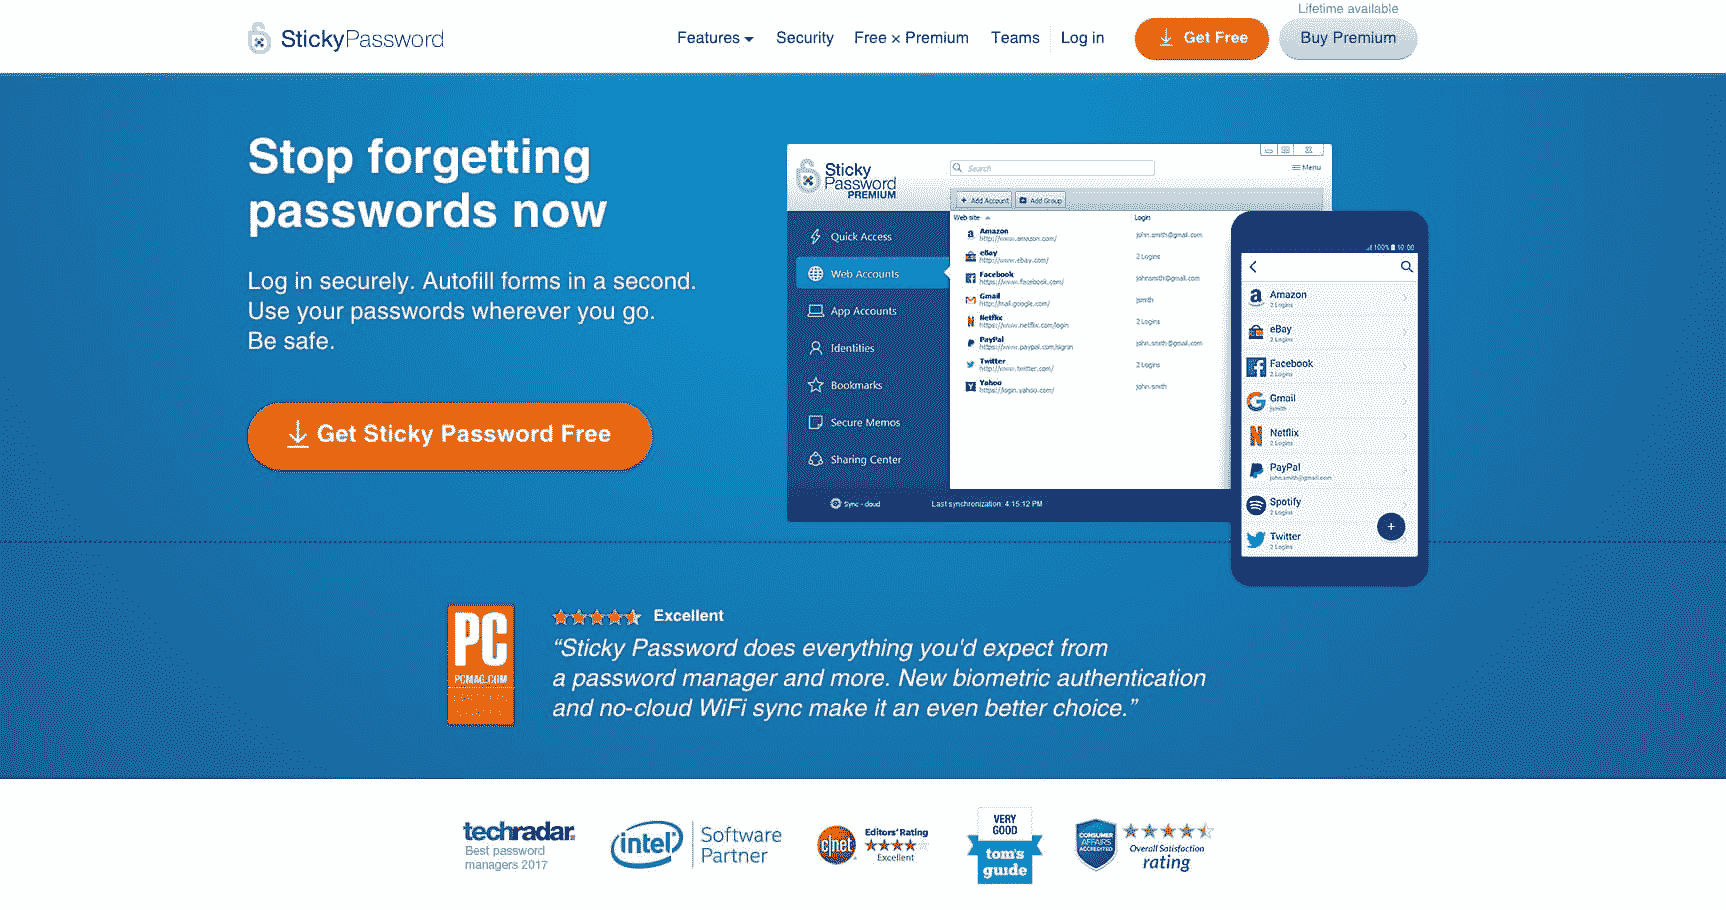 Lifetime available
StickyPassword
Features
Security
Free × Premium
Teams
Log in
Get Free
Buy Premium
Stop forgetting
passwords now
Log in securely. Autofill forms in a second.
Use your passwords wherever you go.
Be safe.
Get Sticky Password Free
Sticky
Password
PREMIUM
Search
Menu
Add Account
Add Group
Quick Access
Web Accounts
App Accounts
Identities
Bookmarks
Secure Memos
Sharing Center
Web site
Login
Amazon
http://www.amazon.com/
john.smith@gmail.com
eBay
http://www.ebay.com/
2 Logins
Facebook
https://www.facebook.com/
johnsmith@gmail.com
Gmail
http://mail.google.com/
jsmith
Netflix
https://www.netflix.com/login
2 Logins
PayPal
https://www.paypal.com/signin
john.smith@gmail.com
Twitter
http://www.twitter.com/
2 Logins
Yahoo
https://login.yahoo.com/
john.smith
Sync - cloud
Last synchronization: 4:15:12 PM
100% 10:00
Amazon
2 Logins
eBay
2 Logins
Facebook
2 Logins
Gmail
jsmith
Netflix
2 Logins
PayPal
john.smith@gmail.com
Spotify
2 Logins
Twitter
2 Logins
PC
PCMAG.COM
Excellent
“Sticky Password does everything you'd expect from
a password manager and more. New biometric authentication
and no-cloud WiFi sync make it an even better choice.”
techradar.
Best password
managers 2017
intel
Software
Partner
c|net
Editors' Rating
Excellent
VERY
GOOD
tom's
guide
CONSUMER
AFFAIRS
ACCREDITED
Overall Satisfaction
rating